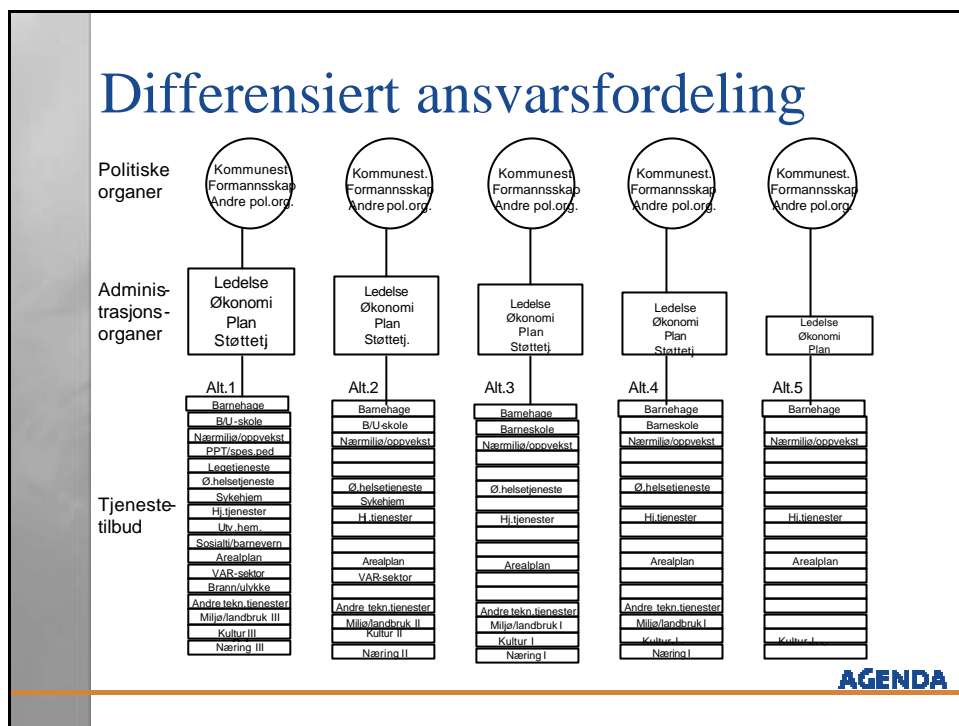 Differensiert ansvarsfordeling
Politiske
organer
Kommunest.
Formannsskap
Andre pol.org.
Kommunest.
Formannsskap
Andre pol.org.
Kommunest.
Formannsskap
Andre pol.org.
Kommunest.
Formannsskap
Andre pol.org.
Kommunest.
Formannsskap
Andre pol.org.
Adminis-
trasjons-
organer
Ledelse
Økonomi
Plan
Støttetj.
Ledelse
Økonomi
Plan
Støttetj.
Ledelse
Økonomi
Plan
Støttetj.
Ledelse
Økonomi
Plan
Støttetj.
Ledelse
Økonomi
Plan
Tjeneste-
tilbud
Alt.1
Barnehage
B/U-skole
Nærmiljø/oppvekst
PPT/spes.ped
Legetjeneste
Ø.helsetjeneste
Sykehjem
Hj.tjenester
Utv.hem.
Sosialtj/barnevern
Arealplan
VAR-sektor
Brann/ulykke
Andre tekn.tjenester
Miljø/landbruk III
Kultur III
Næring III
Alt.2
Barnehage
B/U-skole
Nærmiljø/oppvekst
Ø.helsetjeneste
Sykehjem
Hj.tjenester
Arealplan
VAR-sektor
Andre tekn.tjenester
Miljø/landbruk II
Kultur II
Næring II
Alt.3
Barnehage
Barneskole
Nærmiljø/oppvekst
Ø.helsetjeneste
Hj.tjenester
Arealplan
Andre tekn.tjenester
Miljø/landbruk I
Kultur I
Næring I
Alt.4
Barnehage
Barneskole
Nærmiljø/oppvekst
Ø.helsetjeneste
Hj.tjenester
Arealplan
Andre tekn.tjenester
Miljø/landbruk I
Kultur I
Næring I
Alt.5
Barnehage
Nærmiljø/oppvekst
Hj.tjenester
Arealplan
Kultur I
AGENDA